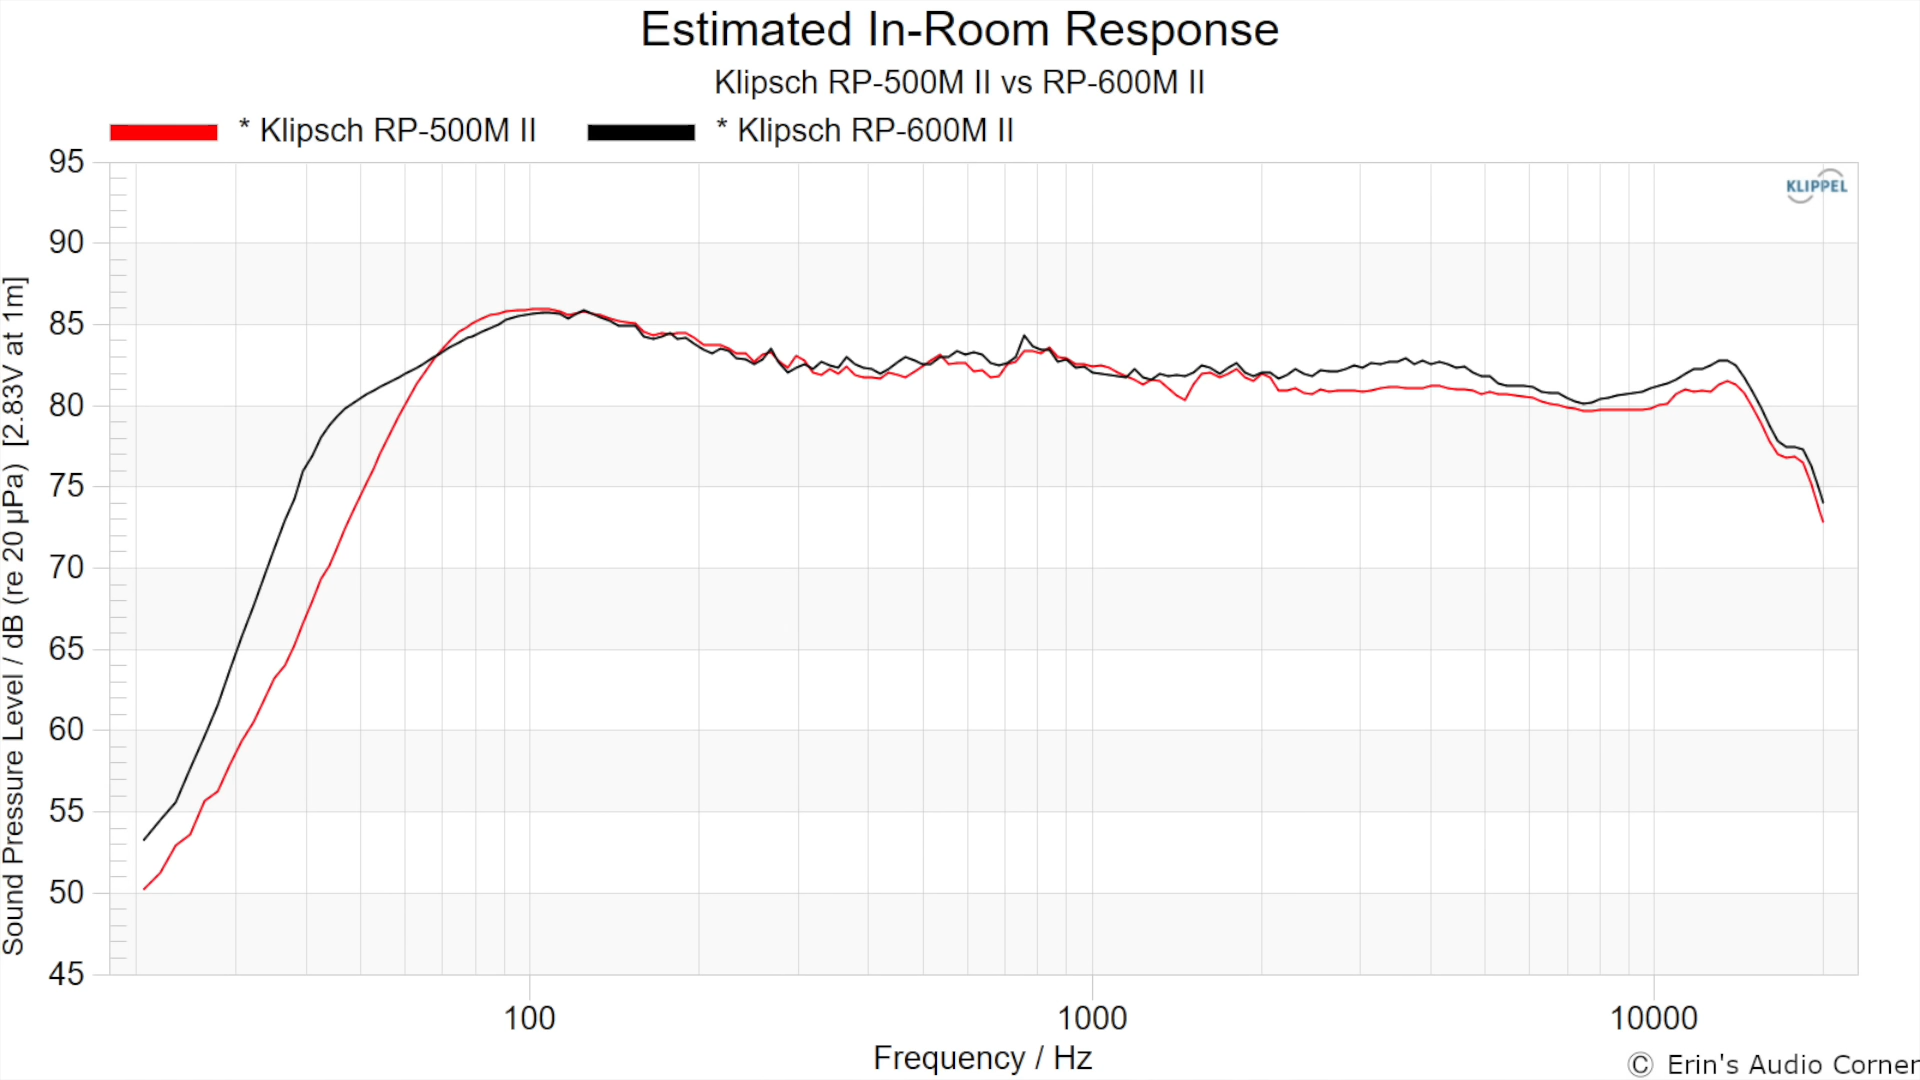 Estimated In-Room Response
Klipsch RP-500M II vs RP-600M II
* Klipsch RP-500M II * Klipsch RP-600M II
KLIPPEL
95
90
85
80
75
70
65
60
55
50
45
Sound Pressure Level / dB (re 20 µPa) [2.83V at 1m]
100 1000 10000
Frequency / Hz
© Erin's Audio Corner